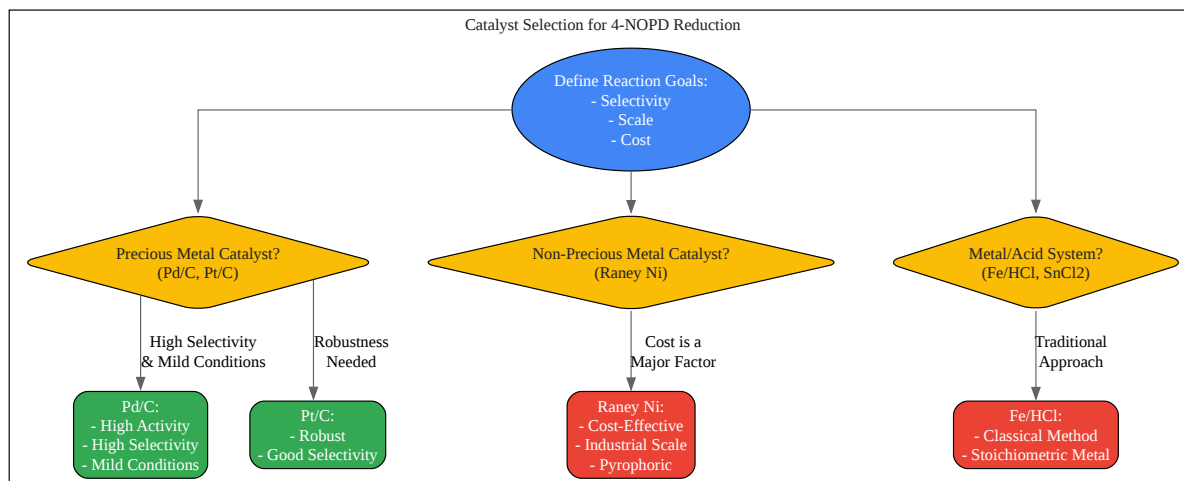 Catalyst Selection for 4-NOPD Reduction
Define Reaction Goals:
- Selectivity
- Scale
- Cost
Precious Metal Catalyst?
(Pd/C, Pt/C)
Non-Precious Metal Catalyst?
(Raney Ni)
Metal/Acid System?
(Fe/HCl, SnCl2)
High Selectivity
& Mild Conditions
Robustness
Needed
Cost is a
Major Factor
Traditional
Approach
Pd/C:
- High Activity
- High Selectivity
- Mild Conditions
Pt/C:
- Robust
- Good Selectivity
Raney Ni:
- Cost-Effective
- Industrial Scale
- Pyrophoric
Fe/HCl:
- Classical Method
- Stoichiometric Metal